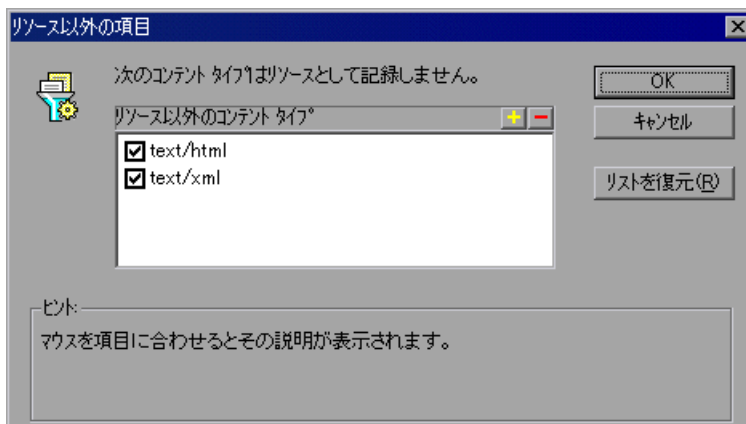 リソース以外の項目
次のコンテント タイプはリソースとして記録しません。
リソース以外のコンテント タイプ
text/html
text/xml
OK
キャンセル
リストを復元(R)
ヒント:
マウスを項目に合わせるとその説明が表示されます。